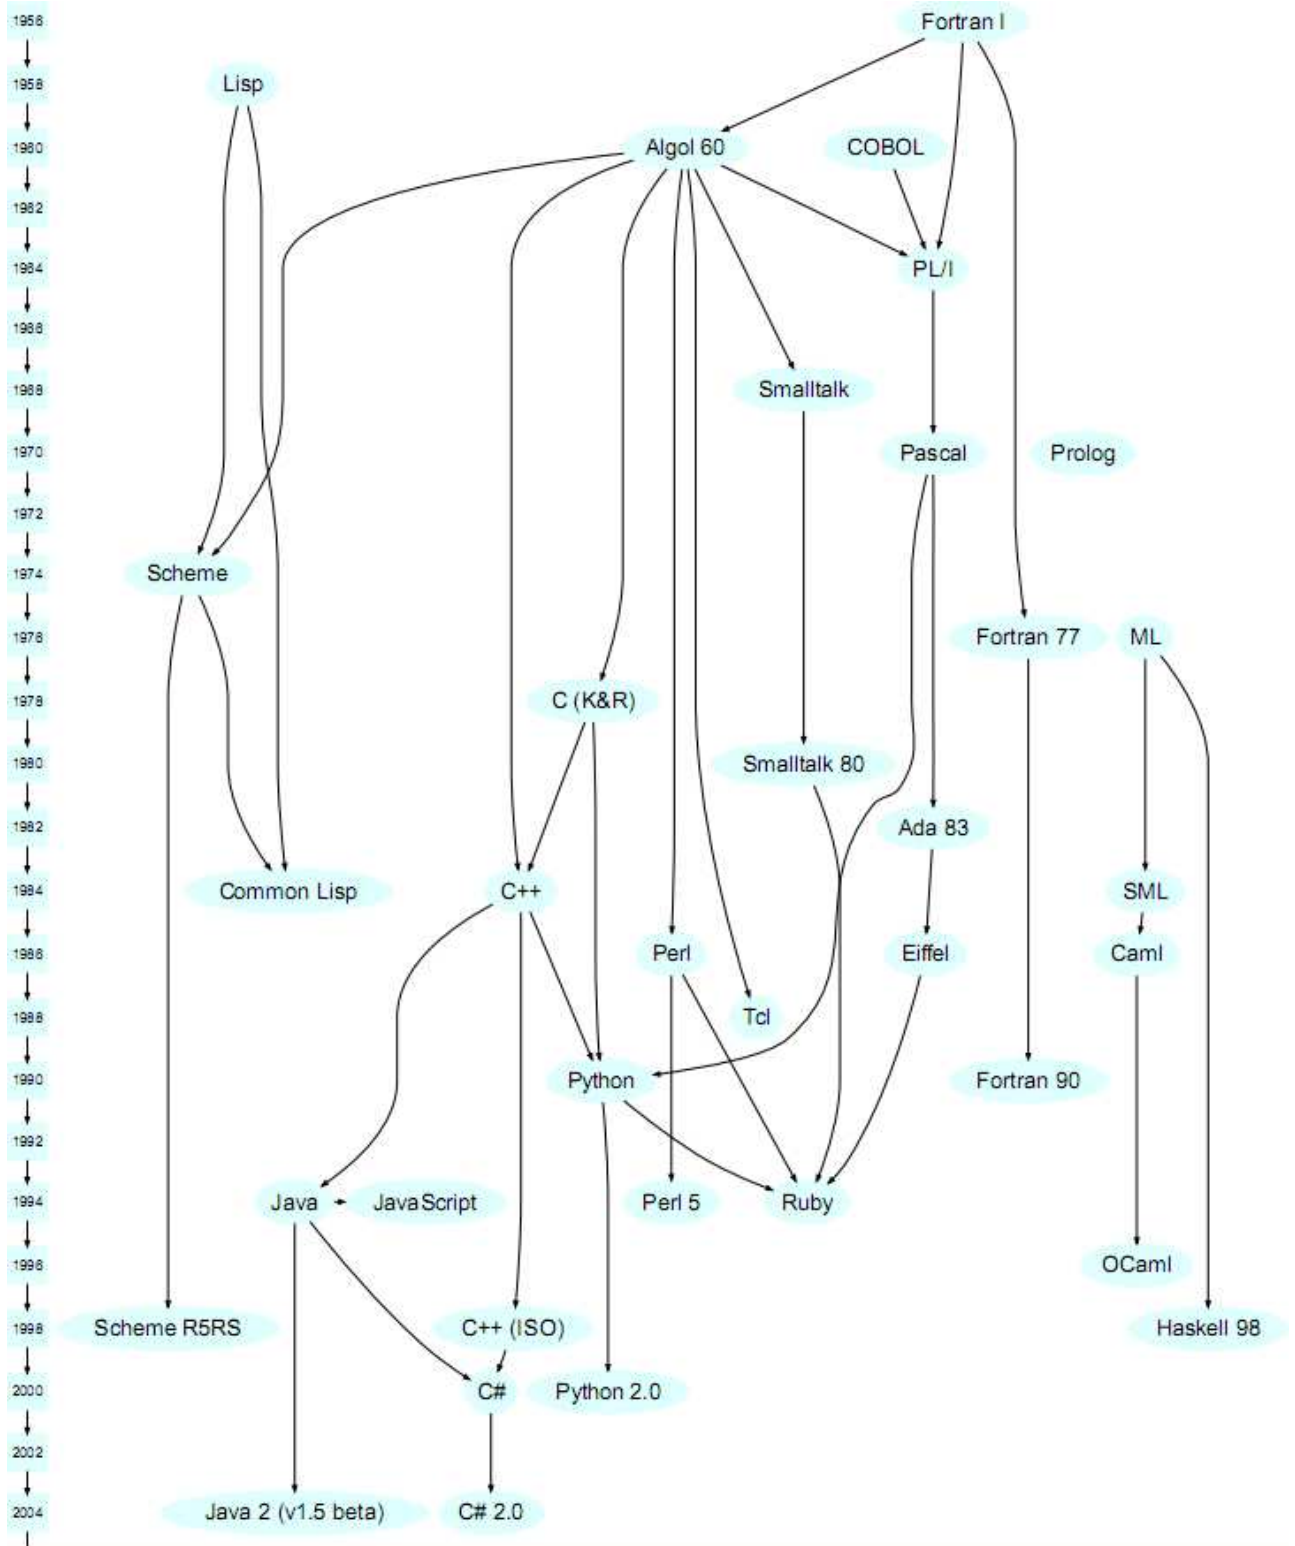 1956
Fortran I
1958
Lisp
1960
Algol 60
COBOL
1962
1964
PL/I
1966
1968
Smalltalk
1970
Pascal
Prolog
1972
1974
Scheme
1976
Fortran 77
ML
1978
C (K&R)
1980
Smalltalk 80
1982
Ada 83
1984
Common Lisp
C++
SML
1986
Perl
Eiffel
Caml
1988
Tcl
1990
Python
Fortran 90
1992
1994
Java
JavaScript
Perl 5
Ruby
1996
OCaml
1998
Scheme R5RS
C++ (ISO)
Haskell 98
2000
C#
Python 2.0
2002
2004
Java 2 (v1.5 beta)
C# 2.0